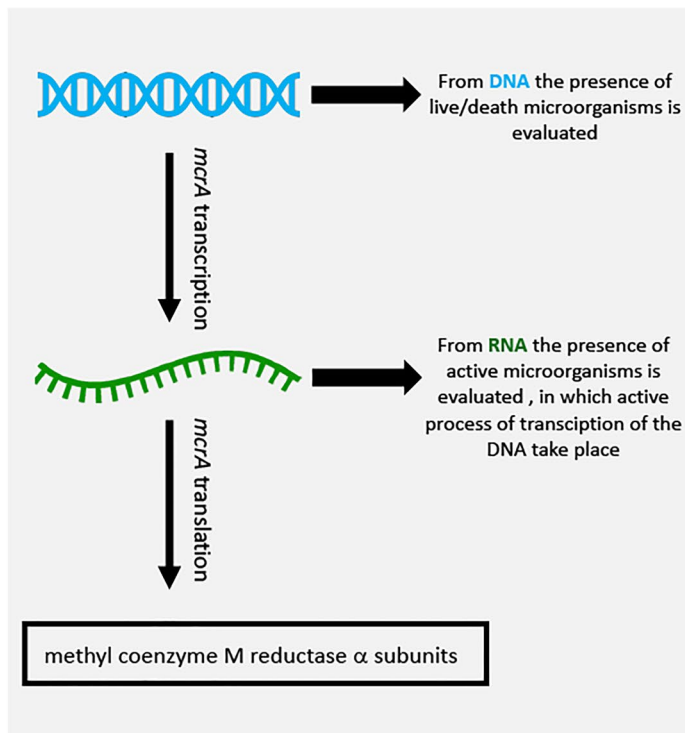 From DNA the presence of
live/death microorganisms is
evaluated
mcrA transcription
From RNA the presence of
active microorganisms is
evaluated , in which active
process of transciption of the
DNA take place
mcrA translation
methyl coenzyme M reductase α subunits